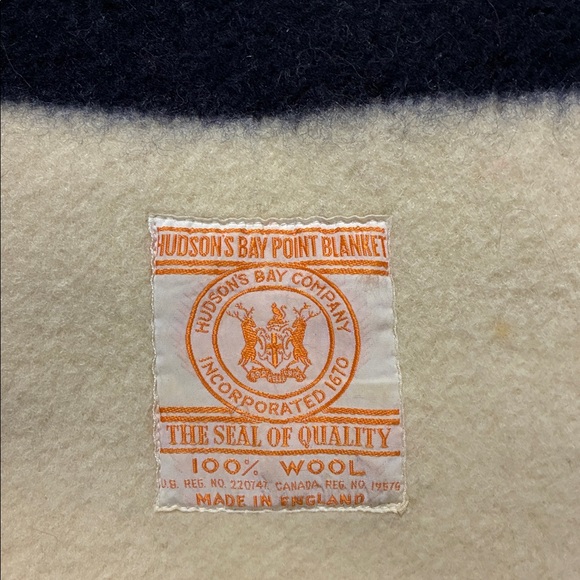 HUDSON'S BAY POINT BLANKET
HUDSON'S BAY COMPANY
INCORPORATED 1670
THE SEAL OF QUALITY
100% WOOL
REG. NO. 220747. CANADA REG. NO.
MADE IN ENGLAND